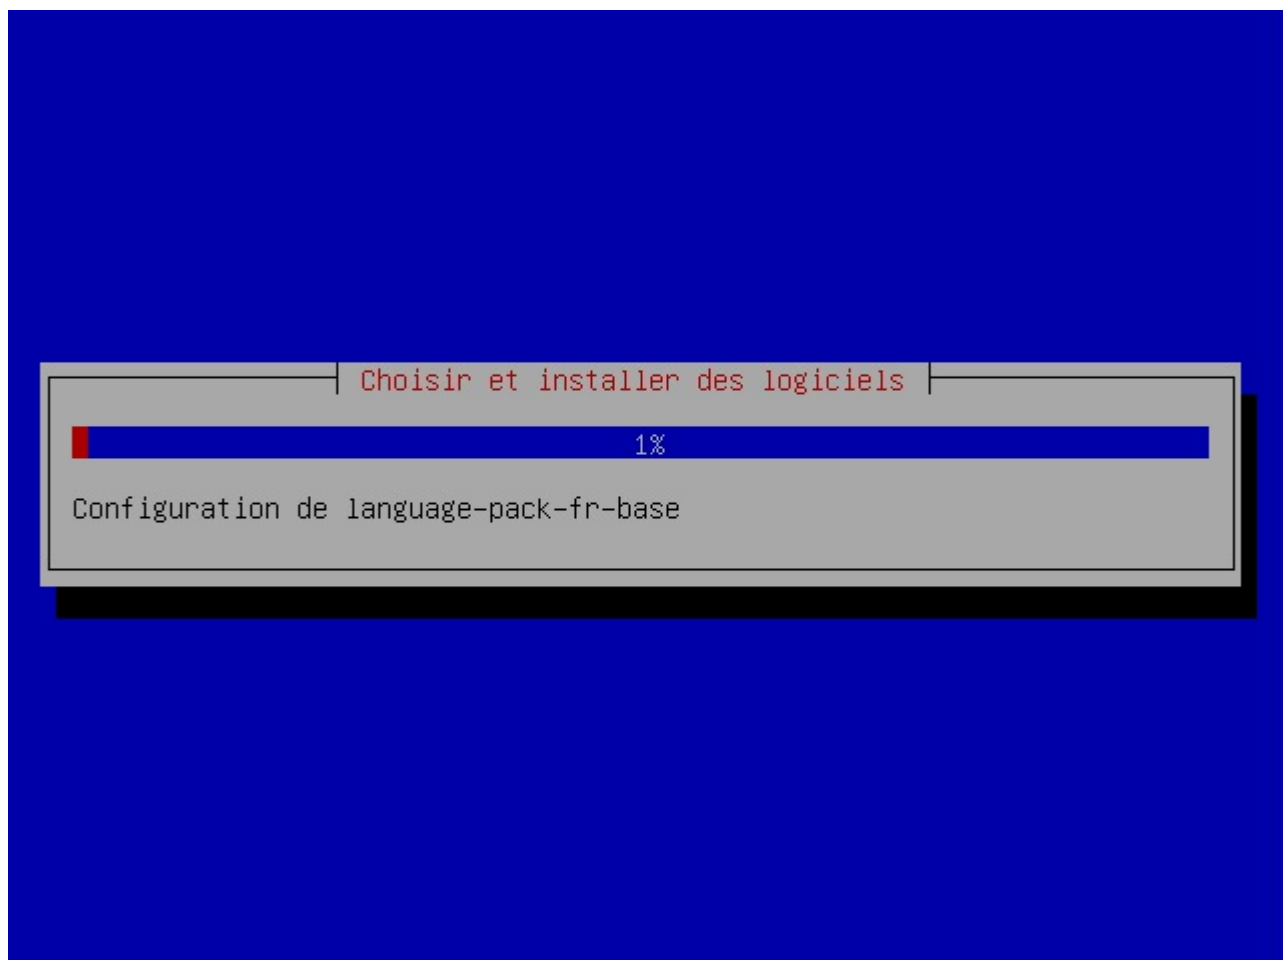 Choisir et installer des logiciels
1%
Configuration de language-pack-fr-base